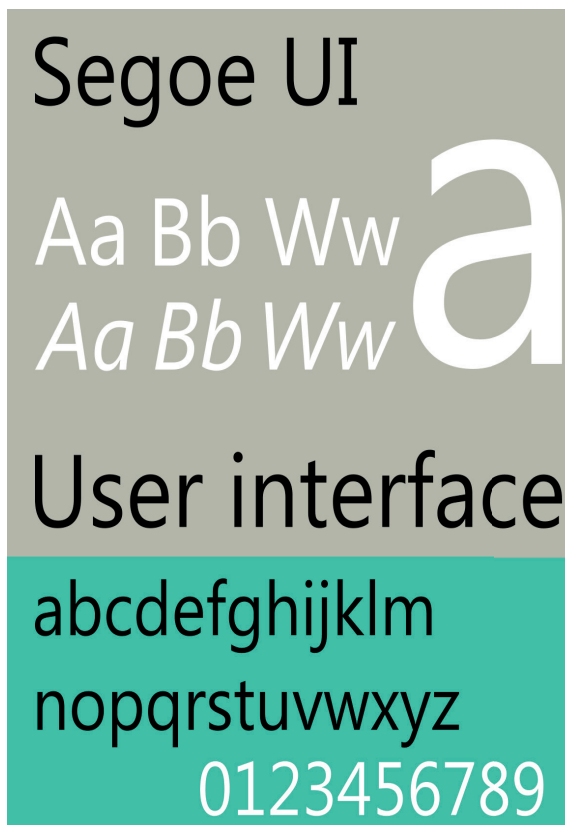 Segoe UI
a
Aa Bb Ww
Aa Bb Ww
User interface
abcdefghijklm
nopqrstuvwxyz
0123456789